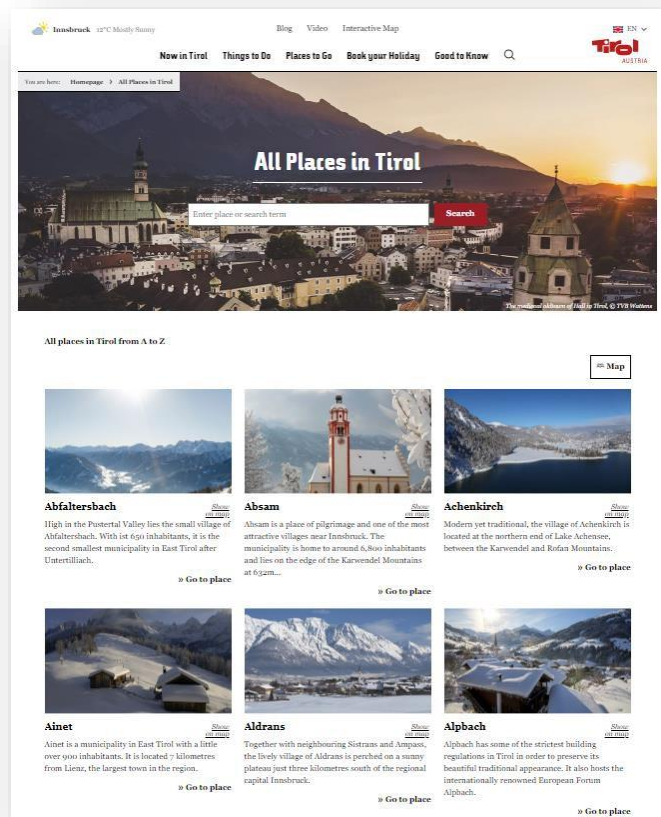 Innsbruck 12°C Mostly Sunny
Blog Video Interactive Map
EN
Now in Tirol Things to Do Places to Go Book your Holiday Good to Know
Tirol
AUSTRIA
You are here: Homepage > All Places in Tirol
All Places in Tirol
Enter place or search term
Search
The medieval oldtown of Hall in Tirol, © TVB Wattens
All places in Tirol from A to Z
Map
Abfaltersbach
Show
on map
High in the Pustertal Valley lies the small village of
Abfaltersbach. With ist 650 inhabitants, it is the
second smallest municipality in East Tirol after
Untertilliach.
» Go to place
Absam
Show
on map
Absam is a place of pilgrimage and one of the most
attractive villages near Innsbruck. The
municipality is home to around 6,800 inhabitants
and lies on the edge of the Karwendel Mountains
at 632m...
» Go to place
Achenkirch
Show
on map
Modern yet traditional, the village of Achenkirch is
located at the northern end of Lake Achensee,
between the Karwendel and Rofan Mountains.
» Go to place
Ainet
Show
on map
Ainet is a municipality in East Tirol with a little
over 900 inhabitants. It is located 7 kilometres
from Lienz, the largest town in the region.
» Go to place
Aldrans
Show
on map
Together with neighbouring Sistrans and Ampass,
the lively village of Aldrans is perched on a sunny
plateau just three kilometres south of the regional
capital Innsbruck.
» Go to place
Alpbach
Show
on map
Alpbach has some of the strictest building
regulations in Tirol in order to preserve its
beautiful traditional appearance. It also hosts the
internationally renowned European Forum
Alpbach.
» Go to place